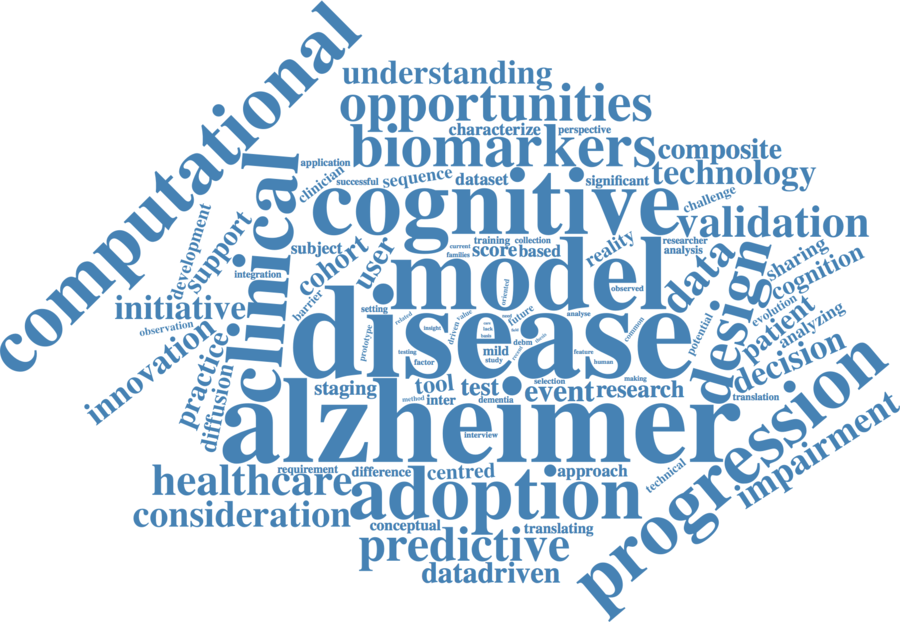 computational
understanding
opportunities
characterize
perspective
biomarkers
composite
technology
application
clinician
successful
sequence
dataset
significant
challenge
cognitive
validation
clinical
development
support
subject
cohort
user
current
families
training
collection
score
based
reality
researcher
analysis
data
design
sharing
cognition
integration
initiative
observation
barrier
model
observed
oriented
evolution
patient
analyzing
potential
innovation
practice
diffusion
setting
prototype
related
insight
driven
value
future
analyse
common
disease
testing
factor
mild
study
debm
feature
human
decision
staging
tool
method
inter
test
dementia
selection
event
making
research
translation
alzheimer
interview
progression
impairment
healthcare
requirement
difference
centred
approach
technical
consideration
adoption
conceptual
translating
predictive
datadriven